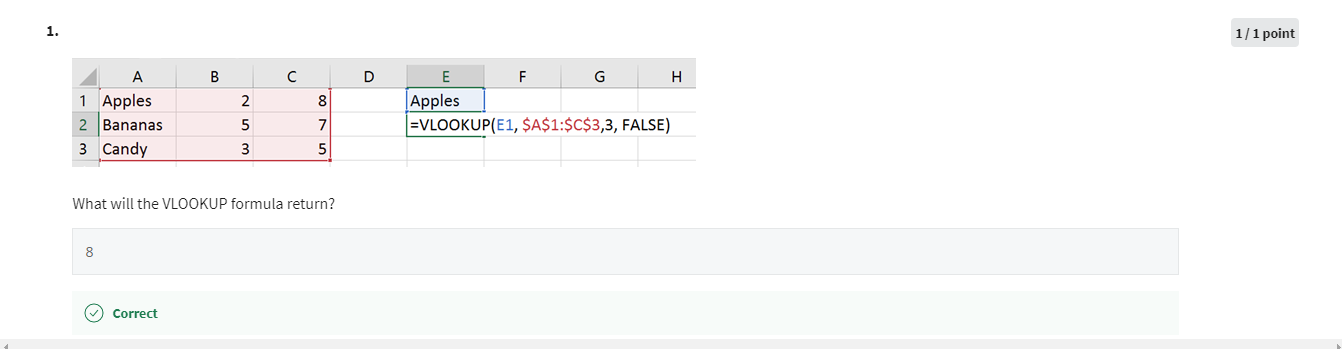 1.
1 / 1 point
A B C D E F G H
1 Apples 2 8 Apples
2 Bananas 5 7 =VLOOKUP(E1, $A$1:$C$3,3, FALSE)
3 Candy 3 5
What will the VLOOKUP formula return?
8
Correct